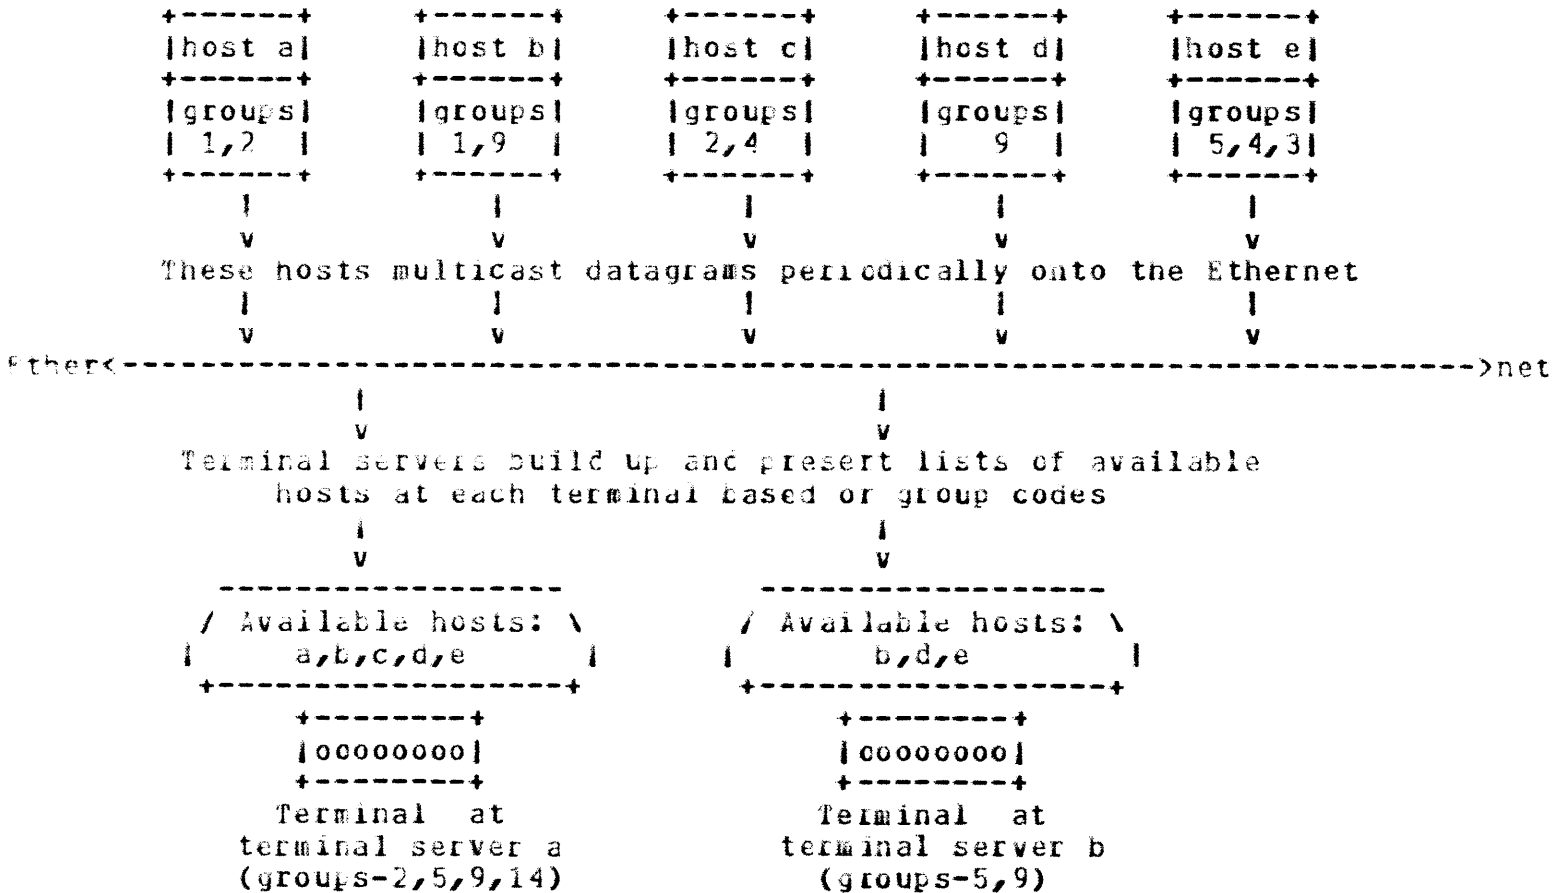 +------+ +------+ +------+ +------+ +------+
|host a| |host b| |host c| |host d| |host e|
+------+ +------+ +------+ +------+ +------+
|groups| |groups| |groups| |groups| |groups|
| 1,2 | | 1,9 | | 2,4 | | 9 | | 5,4,3|
+------+ +------+ +------+ +------+ +------+
| | | | |
v v v v v
These hosts multicast datagrams periodically onto the Ethernet
| | | | |
v v v v v
Ether<---------------------------------------------------------------------->net
| |
v v
Terminal servers build up and present lists of available
hosts at each terminal based on group codes
| |
v v
------------------ ------------------
/ Available hosts: \ / Available hosts: \
| a,b,c,d,e | | b,d,e |
+------------------+ +------------------+
+--------+ +--------+
|oooooooo| |oooooooo|
+--------+ +--------+
Terminal at Terminal at
terminal server a terminal server b
(groups-2,5,9,14) (groups-5,9)